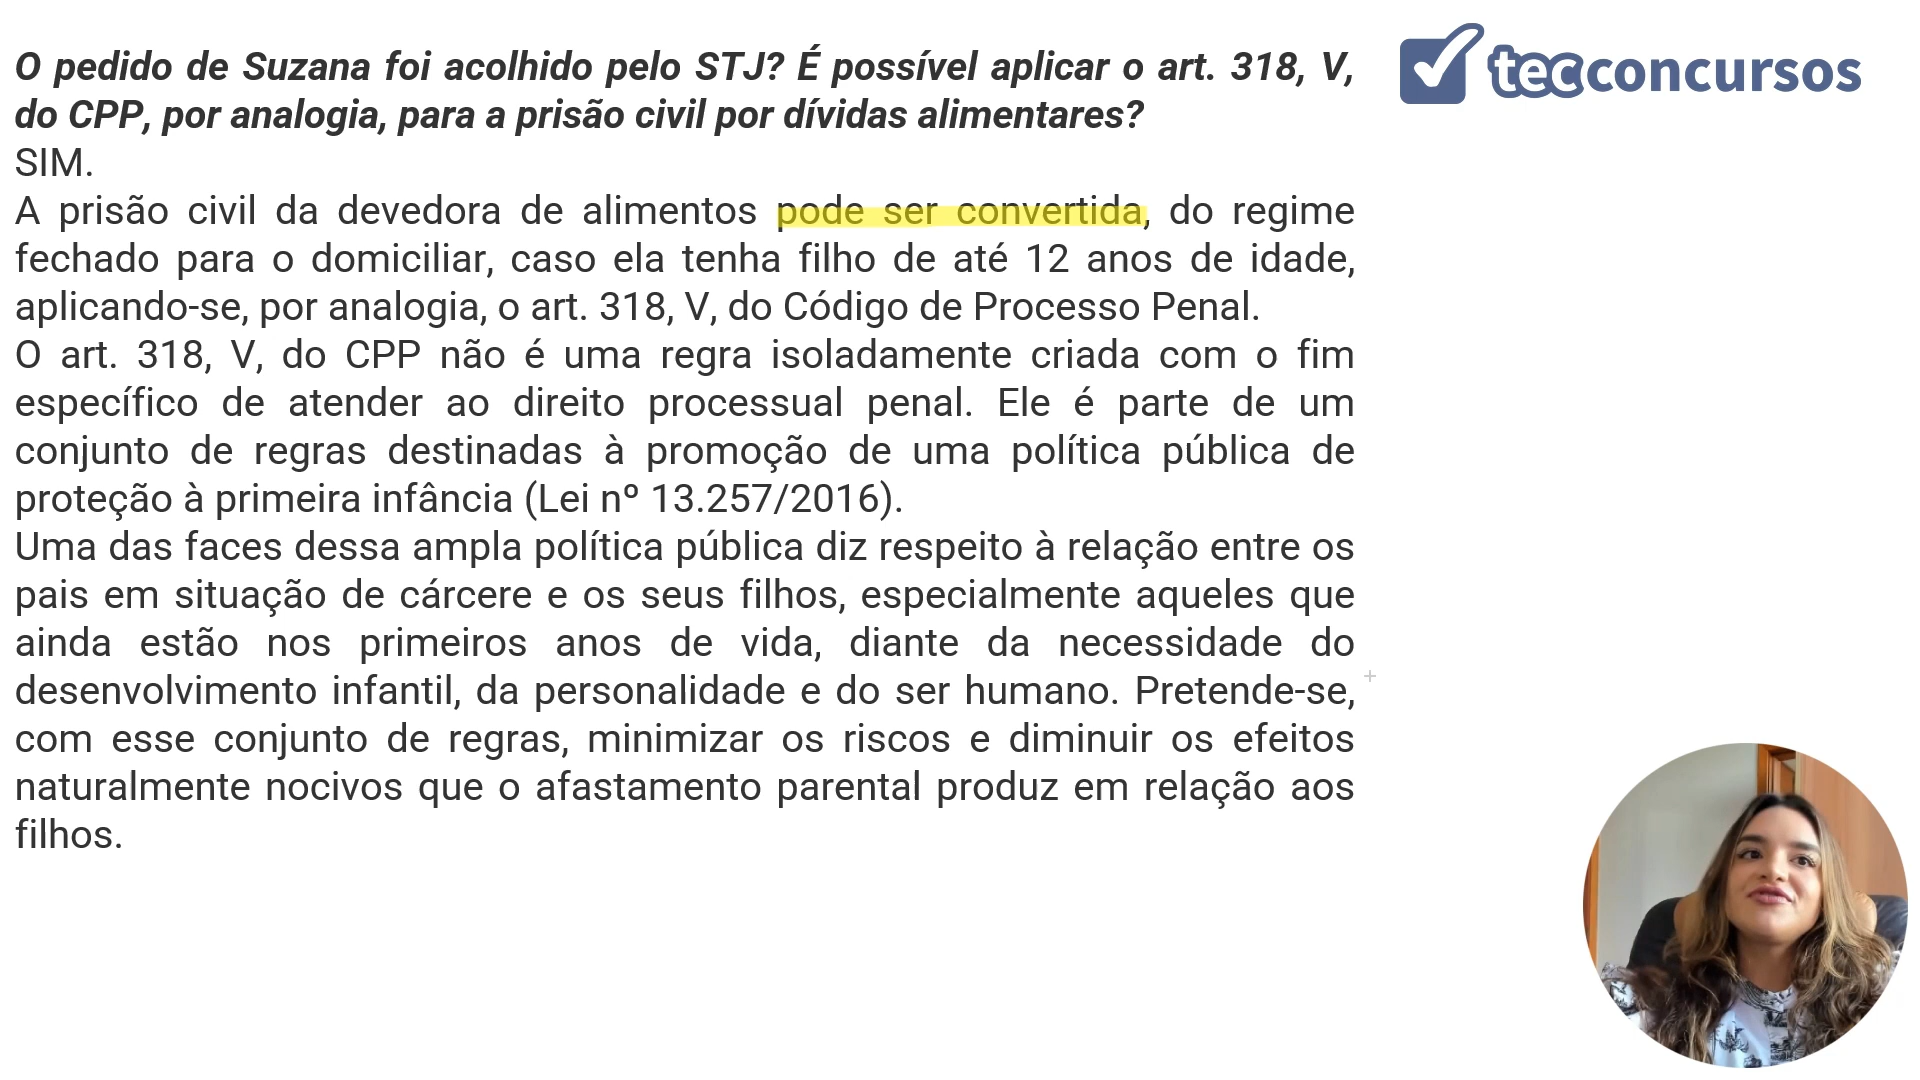 O pedido de Suzana foi acolhido pelo STJ? É possível aplicar o art. 318, V,
do CPP, por analogia, para a prisão civil por dívidas alimentares?
SIM.
A prisão civil da devedora de alimentos pode ser convertida, do regime
fechado para o domiciliar, caso ela tenha filho de até 12 anos de idade,
aplicando-se, por analogia, o art. 318, V, do Código de Processo Penal.
O art. 318, V, do CPP não é uma regra isoladamente criada com o fim
específico de atender ao direito processual penal. Ele é parte de um
conjunto de regras destinadas à promoção de uma política pública de
proteção à primeira infância (Lei nº 13.257/2016).
Uma das faces dessa ampla política pública diz respeito à relação entre os
pais em situação de cárcere e os seus filhos, especialmente aqueles que
ainda estão nos primeiros anos de vida, diante da necessidade do
desenvolvimento infantil, da personalidade e do ser humano. Pretende-se,
com esse conjunto de regras, minimizar os riscos e diminuir os efeitos
naturalmente nocivos que o afastamento parental produz em relação aos
filhos.
tecconcursos